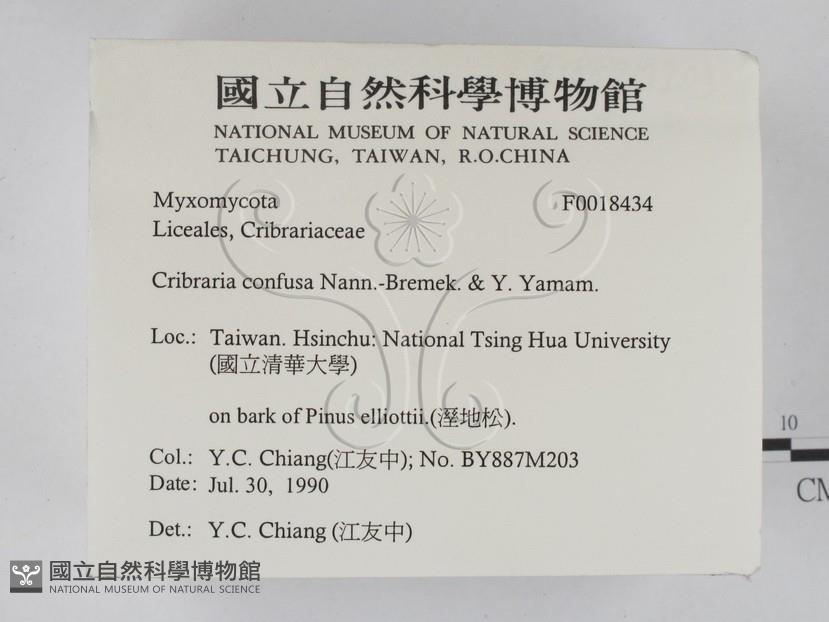 國立自然科學博物館
NATIONAL MUSEUM OF NATURAL SCIENCE
TAICHUNG, TAIWAN, R.O.CHINA
Myxomycota F0018434
Liceales, Cribrariaceae
Cribraria confusa Nann.-Bremek. & Y. Yamam.
Loc.: Taiwan. Hsinchu: National Tsing Hua University
(國立清華大學)
on bark of Pinus elliottii.(溼地松).
Col.: Y.C. Chiang(江友中); No. BY887M203
Date: Jul. 30, 1990
Det.: Y.C. Chiang (江友中)
10
CM
國立自然科學博物館
NATIONAL MUSEUM OF NATURAL SCIENCE